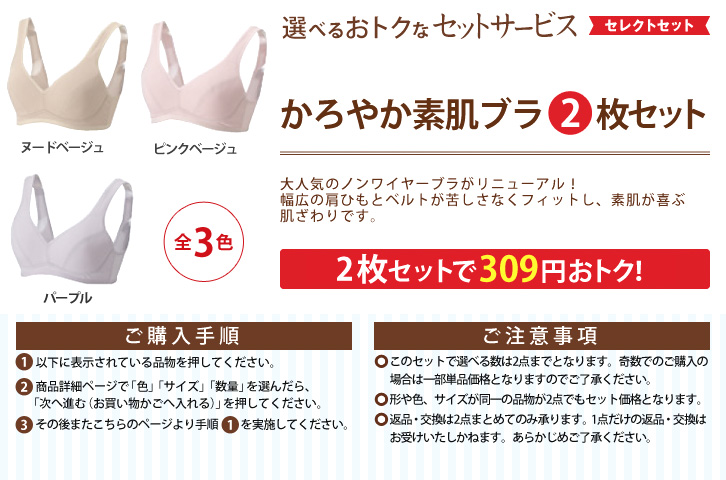 選べるおトクなセットサービス
セレクトセット
かろやか素肌ブラ2枚セット
ヌードベージュ
ピンクベージュ
大人気のノンワイヤーブラがリニューアル！
幅広の肩ひもとベルトが苦しさなくフィットし、素肌が喜ぶ
肌ざわりです。
全3色
パープル
2枚セットで309円おトク!
ご購入手順
1 以下に表示されている品物を押してください。
2 商品詳細ページで「色」「サイズ」「数量」を選んだら、
「次へ進む（お買い物かごへ入れる）」を押してください。
3 その後またこちらのページより手順 1 を実施してください。
ご注意事項
このセットで選べる数は2点までとなります。奇数でのご購入の
場合は一部単品価格となりますのでご了承ください。
形や色、サイズが同一の品物が2点でもセット価格となります。
返品・交換は2点まとめてのみ承ります。1点だけの返品・交換は
お受けいたしかねます。あらかじめご了承ください。